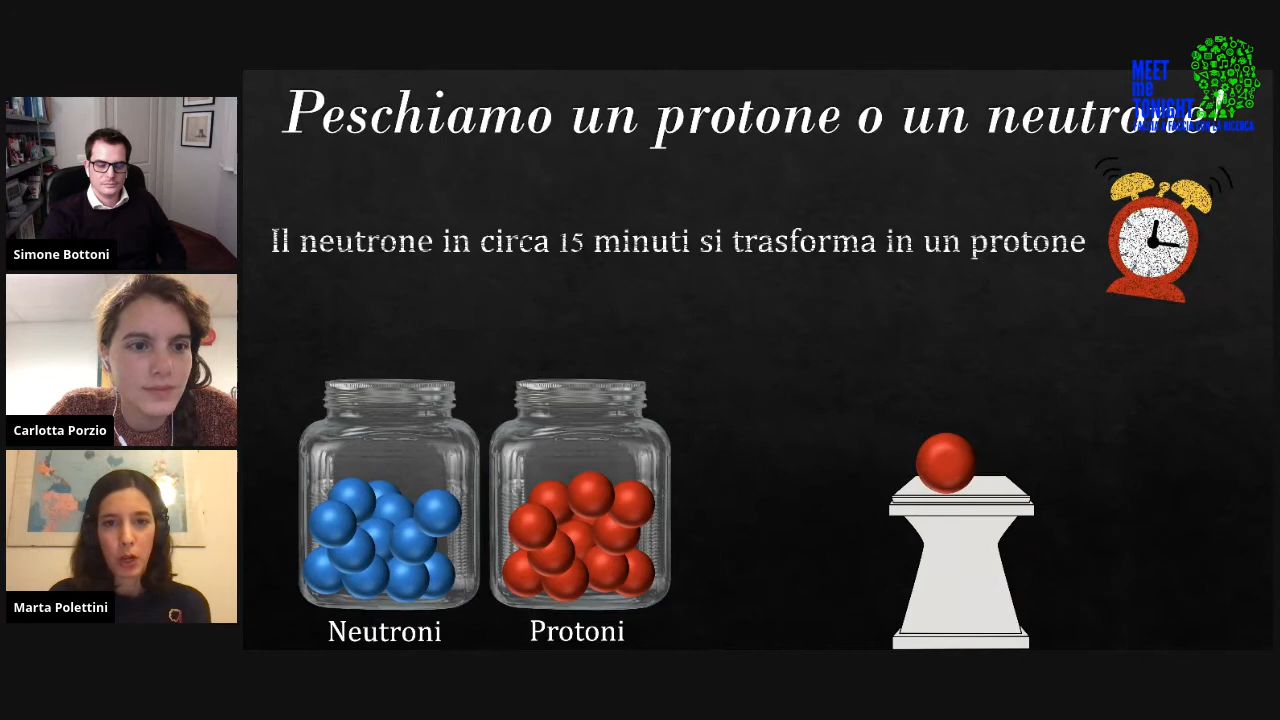 Peschiamo un protone o un neutrone!
MEET
me
TONIGHT
Il neutrone in circa 15 minuti si trasforma in un protone
Simone Bottoni
Carlotta Porzio
Marta Polettini
Neutroni
Protoni